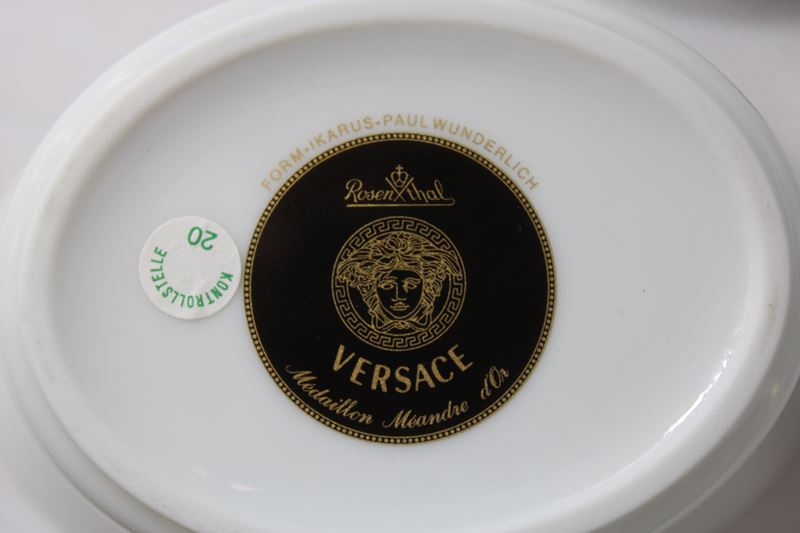 FORM-IKARUS-PAUL WUNDERLICH
Rosenthal
VERSACE
Médaillon Méandre d'Or
20
KONTROLLSTELLE